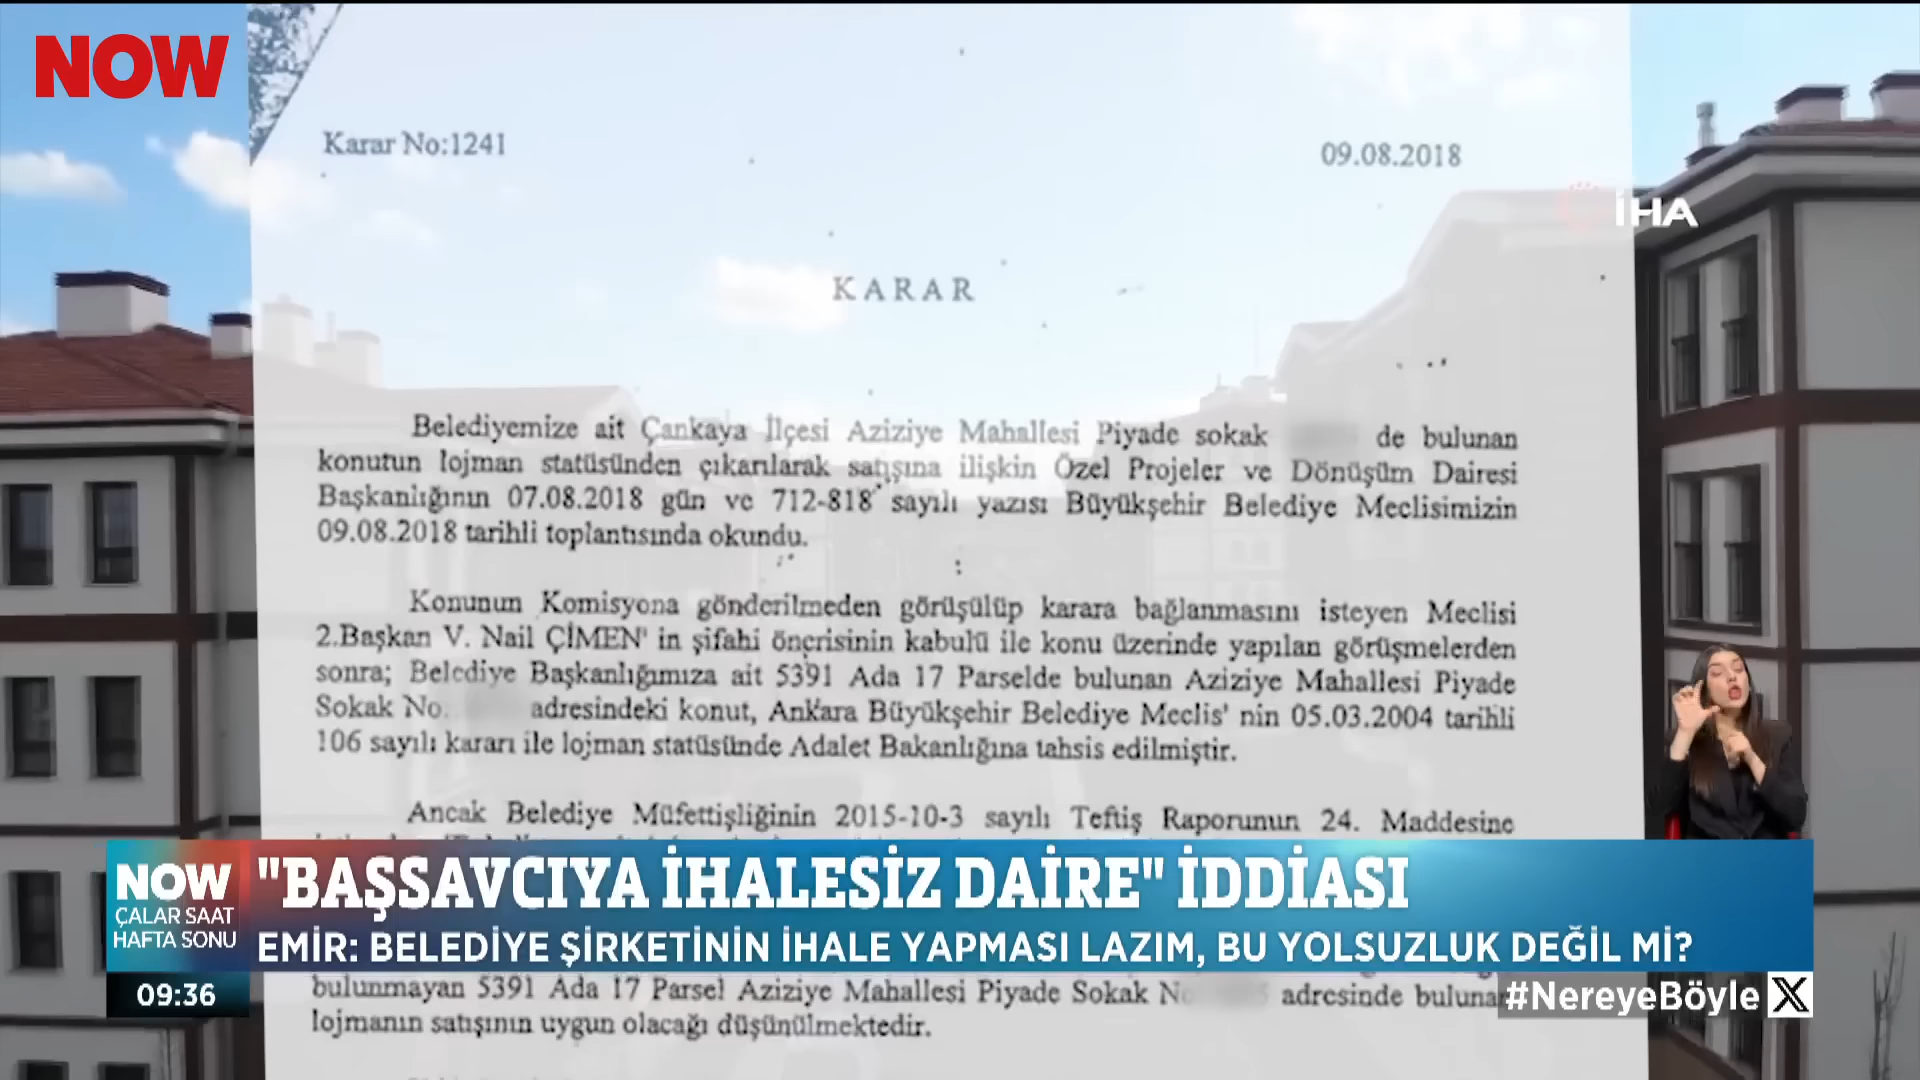 NOW
Karar No:1241
09.08.2018
İHA
KARAR
Belediyemize ait Çankaya İlçesi Aziziye Mahallesi Piyade sokak de bulunan
konutun lojman statüsünden çıkarılarak satışına ilişkin Özel Projeler ve Dönüşüm Dairesi
Başkanlığının 07.08.2018 gün ve 712-818 sayılı yazısı Büyükşehir Belediye Meclisimizin
09.08.2018 tarihli toplantısında okundu.
Konunun Komisyona gönderilmeden görüşülüp karara bağlanmasını isteyen Meclisi
2.Başkan V. Nail ÇİMEN' in şifahi önerisinin kabulü ile konu üzerinde yapılan görüşmelerden
sonra; Belediye Başkanlığımıza ait 5391 Ada 17 Parselde bulunan Aziziye Mahallesi Piyade
Sokak No. adresindeki konut, Ankara Büyükşehir Belediye Meclis' nin 05.03.2004 tarihli
106 sayılı kararı ile lojman statüsünde Adalet Bakanlığına tahsis edilmiştir.
Ancak Belediye Müfettişliğinin 2015-10-3 sayılı Teftiş Raporunun 24. Maddesine
NOW
ÇALAR SAAT
HAFTA SONU
"BAŞSAVCIYA İHALESİZ DAİRE" İDDİASI
EMİR: BELEDİYE ŞİRKETİNİN İHALE YAPMASI LAZIM, BU YOLSUZLUK DEĞİL Mİ?
09:36
bulunmayan 5391 Ada 17 Parsel Aziziye Mahallesi Piyade Sokak adresinde
#NereyeBöyle X
lojmanın satışının uygun olacağı düşünülmektedir.